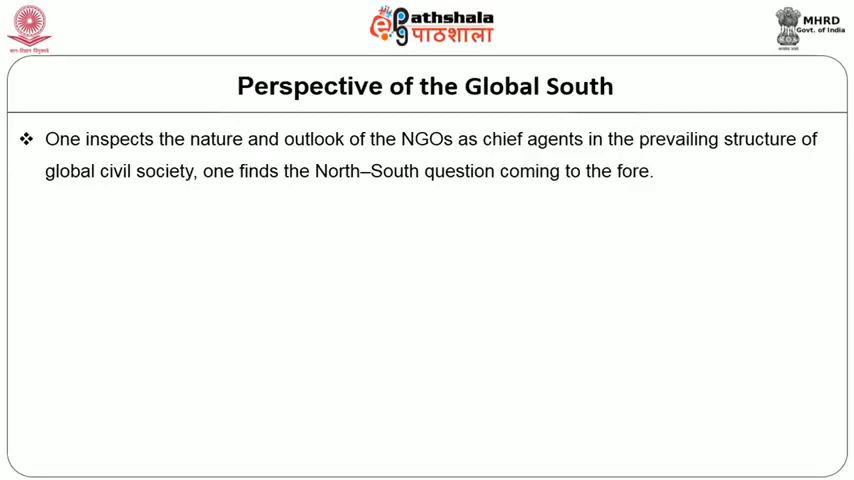 ePathshala
पाठशाला
MHRD
Govt. of India
Perspective of the Global South
❖ One inspects the nature and outlook of the NGOs as chief agents in the prevailing structure of
global civil society, one finds the North–South question coming to the fore.